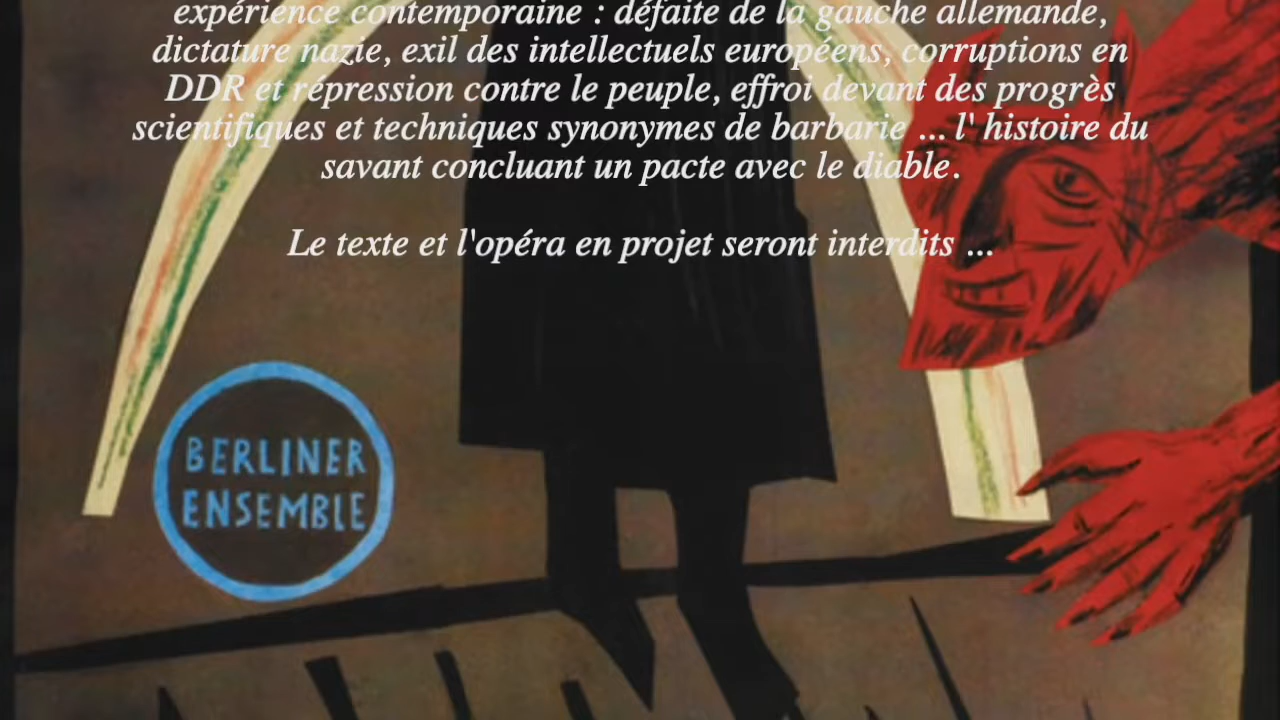 expérience contemporaine : défaite de la gauche allemande,
dictature nazie, exil des intellectuels européens, corruptions en
DDR et répression contre le peuple, effroi devant des progrès
scientifiques et techniques synonymes de barbarie ... l' histoire du
savant concluant un pacte avec le diable.
Le texte et l'opéra en projet seront interdits ...
BERLINER
ENSEMBLE